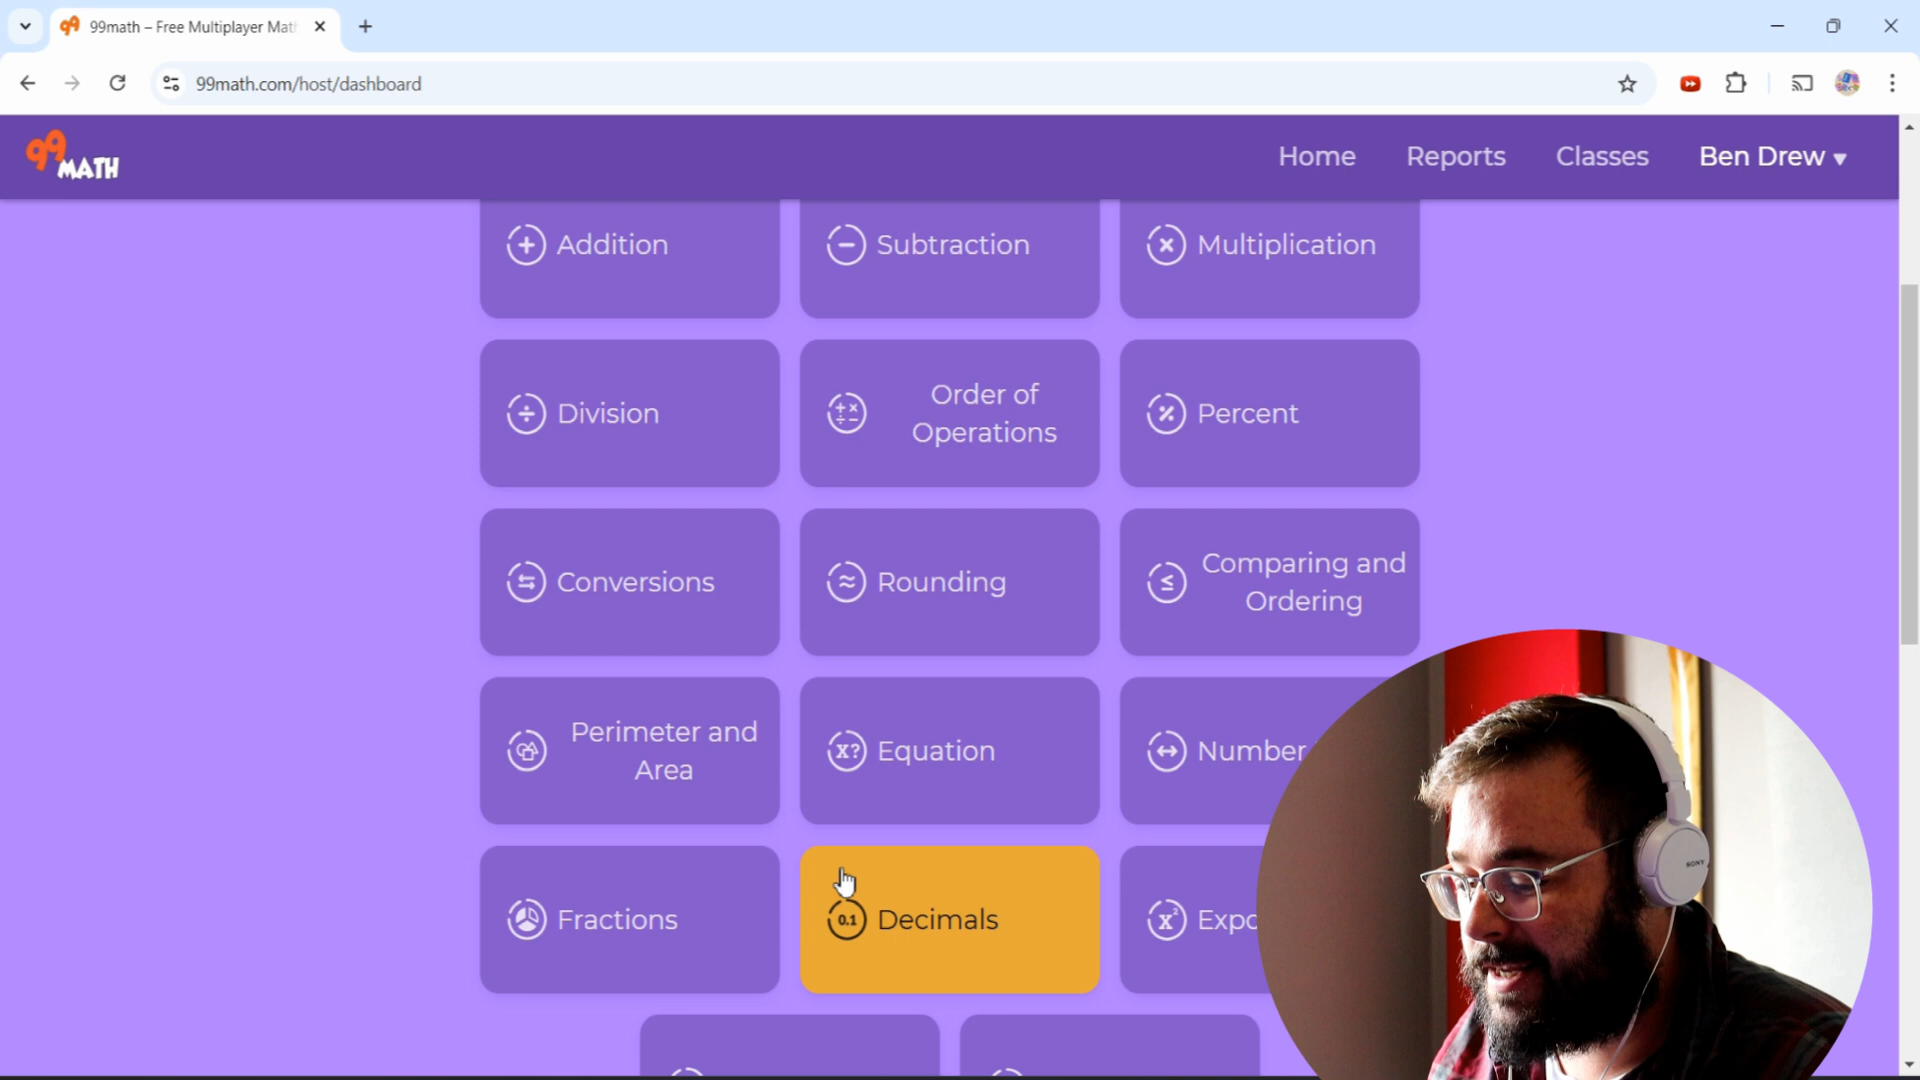 99math – Free Multiplayer Mat
99math.com/host/dashboard
99
MATH
Home
Reports
Classes
Ben Drew
Addition
Subtraction
Multiplication
Division
Order of
Operations
Percent
Conversions
Rounding
Comparing and
Ordering
Perimeter and
Area
X?
Equation
Number
Fractions
0.1
Decimals
x²
Expo
SONY